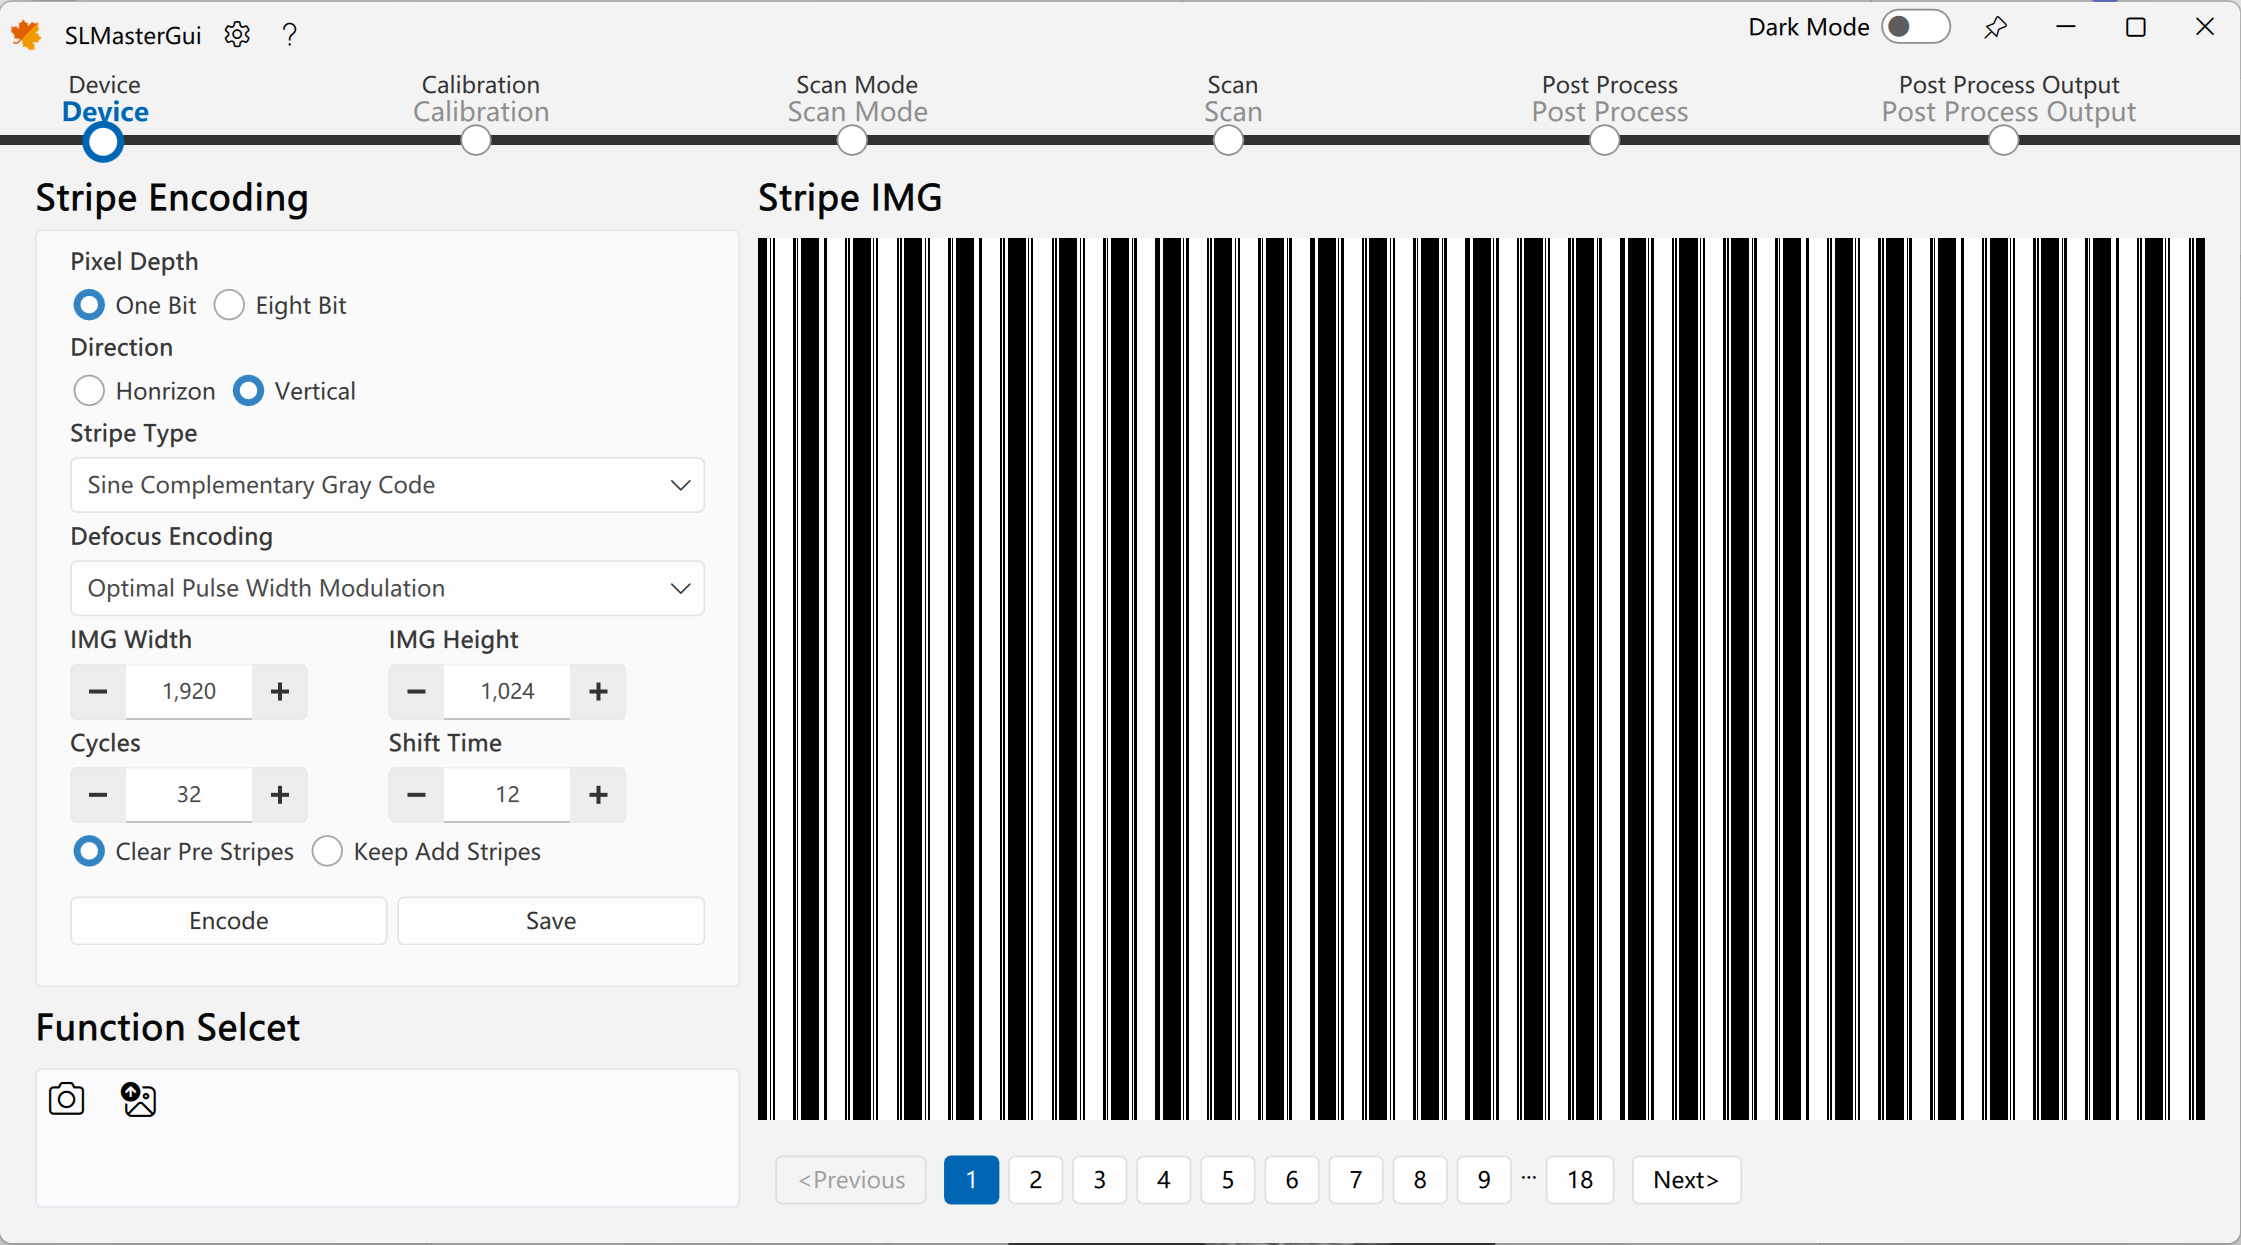 SLMasterGui
Dark Mode
Device
Calibration
Scan Mode
Scan
Post Process
Post Process Output
Device
Calibration
Scan Mode
Scan
Post Process
Post Process Output
Stripe Encoding
Stripe IMG
Pixel Depth
One Bit
Eight Bit
Direction
Honrizon
Vertical
Stripe Type
Sine Complementary Gray Code
Defocus Encoding
Optimal Pulse Width Modulation
IMG Width
IMG Height
1,920
1,024
Cycles
Shift Time
32
12
Clear Pre Stripes
Keep Add Stripes
Encode
Save
Function Selcet
<Previous 1 2 3 4 5 6 7 8 9 ··· 18 Next>